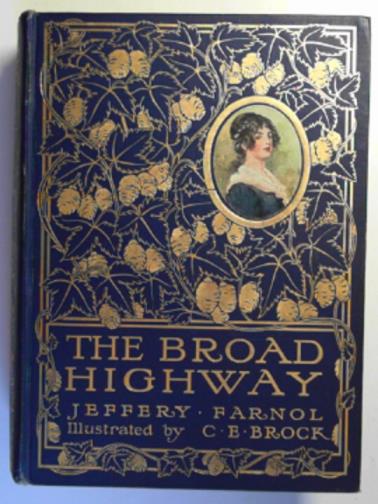 THE BROAD
HIGHWAY
JEFFERY · FARNOL
Illustrated by C · E · BROCK